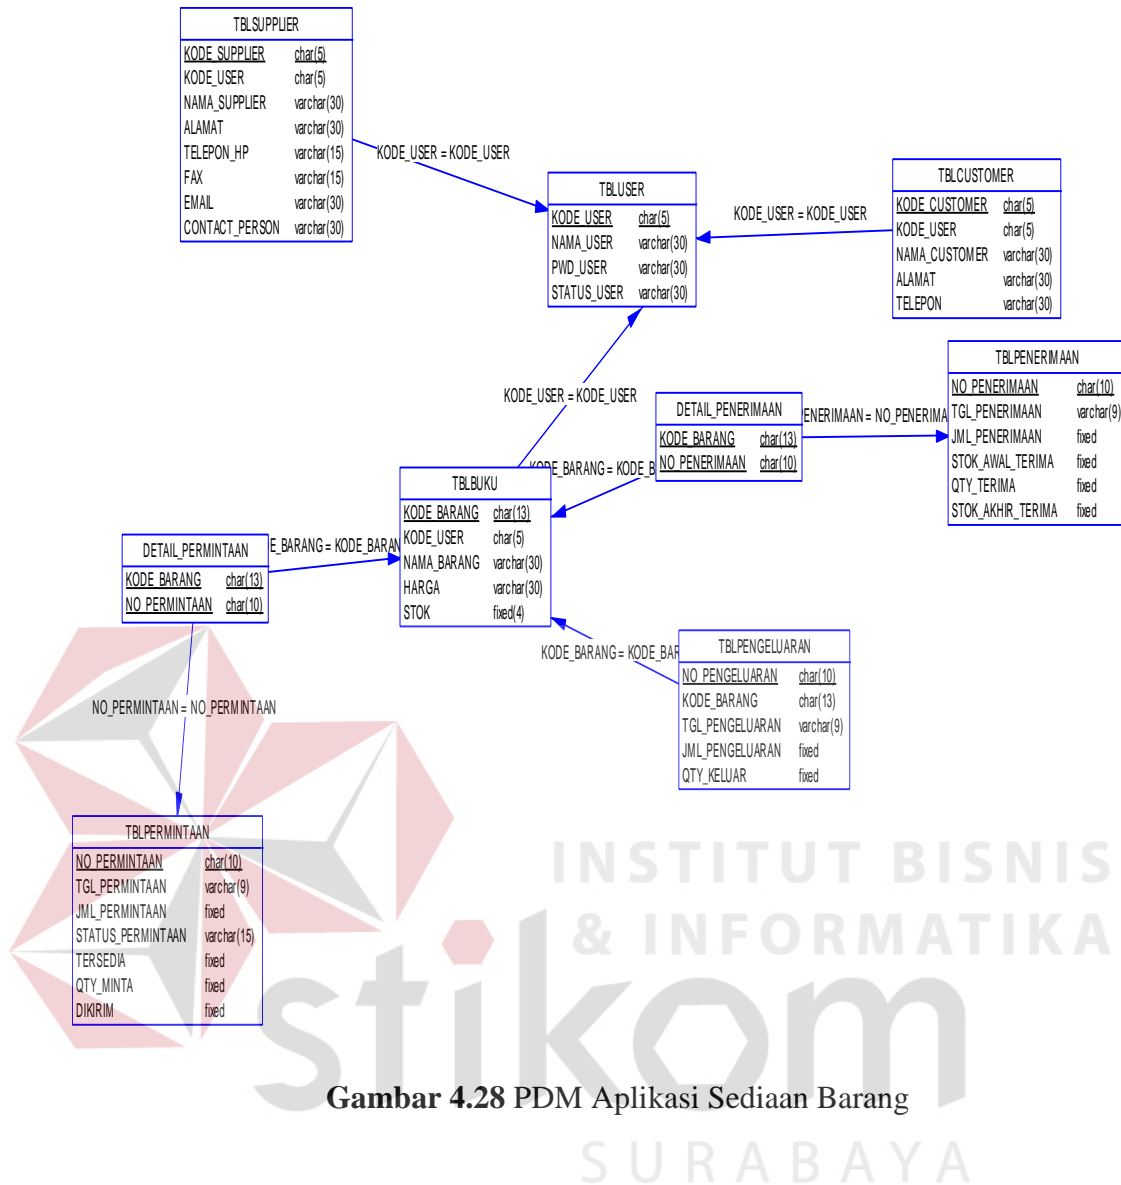 TBLSUPPLIER
KODE_SUPPLIER char(5)
KODE_USER char(5)
NAMA_SUPPLIER varchar(30)
ALAMAT varchar(30)
TELEPON_HP varchar(15)
FAX varchar(15)
EMAIL varchar(30)
CONTACT_PERSON varchar(30)
KODE_USER = KODE_USER
TBLUSER
KODE_USER char(5)
NAMA_USER varchar(30)
PWD_USER varchar(30)
STATUS_USER varchar(30)
KODE_USER = KODE_USER
TBLCUSTOMER
KODE_CUSTOMER char(5)
KODE_USER char(5)
NAMA_CUSTOMER varchar(30)
ALAMAT varchar(30)
TELEPON varchar(30)
KODE_USER = KODE_USER
DETAIL_PENERIMAAN
KODE_BARANG char(13)
NO_PENERIMAAN char(10)
PENERIMAAN = NO_PENERIMA
TBLPENERIMAAN
NO_PENERIMAAN char(10)
TGL_PENERIMAAN varchar(9)
JML_PENERIMAAN fixed
STOK_AWAL_TERIMA fixed
QTY_TERIMA fixed
STOK_AKHIR_TERIMA fixed
KODE_BARANG = KODE_B
TBLBUKU
KODE_BARANG char(13)
KODE_USER char(5)
NAMA_BARANG varchar(30)
HARGA varchar(30)
STOK fixed(4)
DETAIL_PERMINTAAN
KODE_BARANG char(13)
NO_PERMINTAAN char(10)
E_BARANG = KODE_BARAN
KODE_BARANG = KODE_BAR
TBLPENGELUARAN
NO_PENGELUARAN char(10)
KODE_BARANG char(13)
TGL_PENGELUARAN varchar(9)
JML_PENGELUARAN fixed
QTY_KELUAR fixed
NO_PERMINTAAN = NO_PERMINTAAN
TBLPERMINTAAN
NO_PERMINTAAN char(10)
TGL_PERMINTAAN varchar(9)
JML_PERMINTAAN fixed
STATUS_PERMINTAAN varchar(15)
TERSEDIA fixed
QTY_MINTA fixed
DIKIRIM fixed
INSTITUT BISNIS
& INFORMATIKA
stikom
Gambar 4.28 PDM Aplikasi Sediaan Barang
SURABAYA